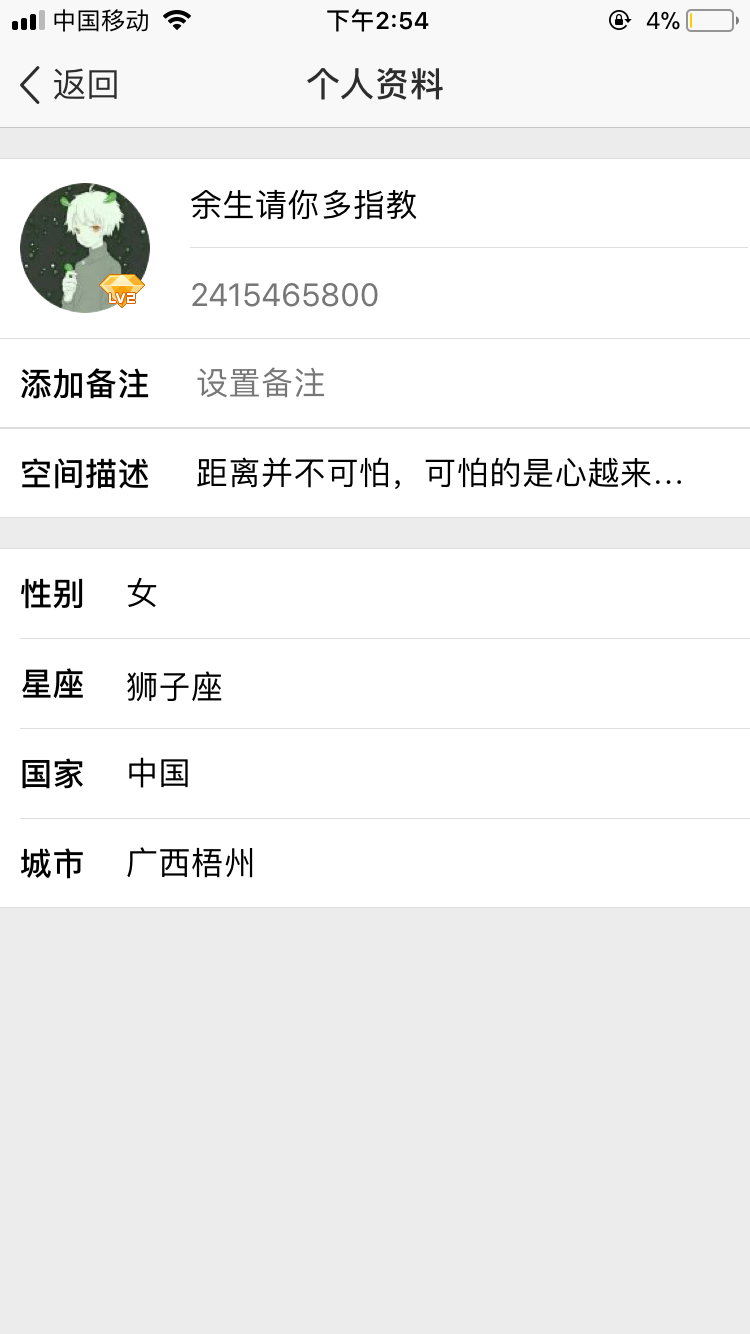 中国移动 下午2:54 4%
返回 个人资料
余生请你多指教
LV2
2415465800
添加备注 设置备注
空间描述 距离并不可怕，可怕的是心越来...
性别 女
星座 狮子座
国家 中国
城市 广西梧州